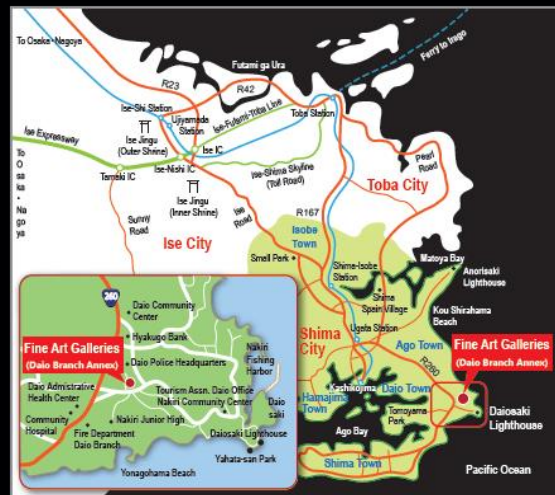 To Osaka•Nagoya
Futami ga Ura
Ferry to Irago
R23
R42
Ise-Shi Station
Ujiyamada
Station
Ise-Futami-Toba Line
Toba Station
Ise Expressway
Ise Jingu
(Outer Shrine)
Ise IC
Ise-Nishi IC
Tamaki IC
Ise-Shima Skyline
(Toll Road)
Pearl Road
To Osaka•Nagoya
Ise Jingu
(Inner Shrine)
Toba City
Sunny
Road
Ise City
Ise
Road
R167
Isobe
Town
Small Park
Shima-Isobe
Station
Matoya Bay
Anorisaki
Lighthouse
Shima
Spain Village
Kou Shirahama
Beach
Shima
City
Ugata Station
Ago Town
R260
Fine Art Galleries
(Daio Branch Annex)
Kashikojima
Daio Town
Hamajima
Town
Tomoyama
Park
Daiosaki
Lighthouse
Ago Bay
Shima Town
Pacific Ocean
260
Daio Community
Center
Hyakugo Bank
Fine Art Galleries
(Daio Branch Annex)
Daio Police Headquarters
Nakiri
Fishing
Harbor
Daio Admistrative
Health Center
Tourism Assn. Daio Office
Nakiri Community Center
Daio
saki
Community
Hospital
Nakiri Junior High
Fire Department
Daio Branch
Daiosaki Lighthouse
Yahata-san Park
Yonagohama Beach